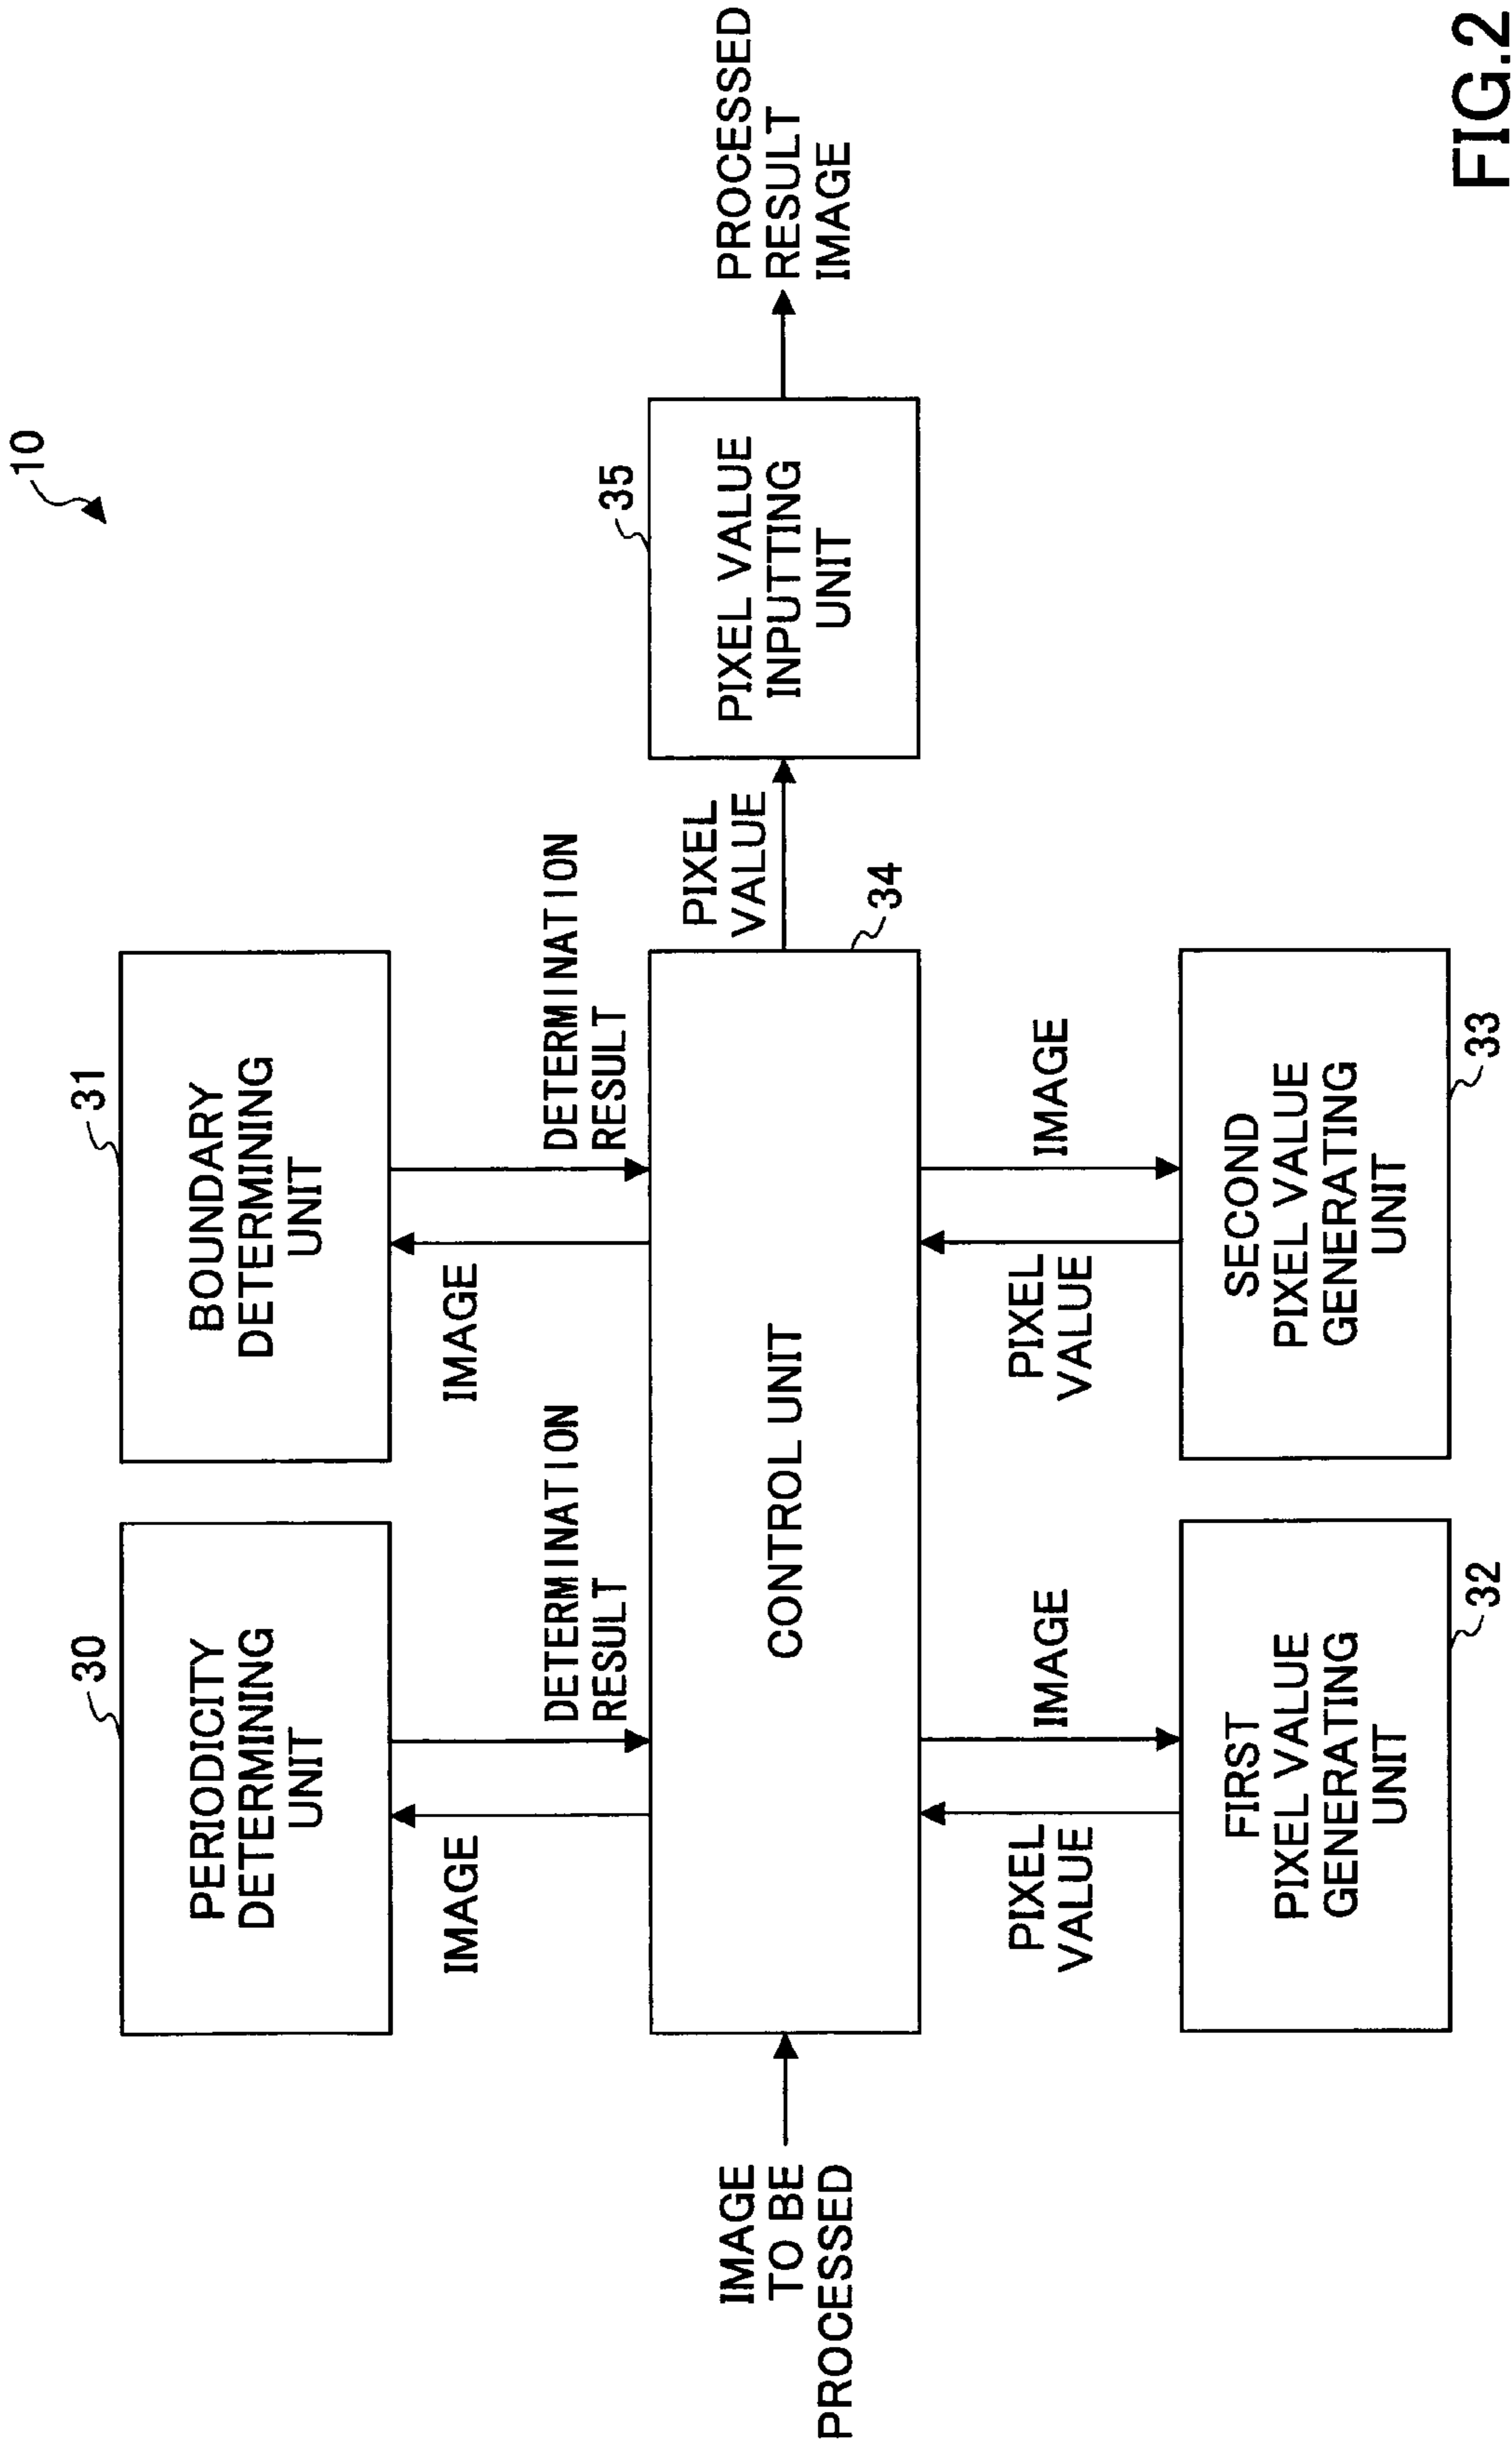 10
30
PERIODICITY
DETERMINING
UNIT
31
BOUNDARY
DETERMINING
UNIT
IMAGE
DETERMINATION
RESULT
IMAGE
DETERMINATION
RESULT
IMAGE
TO BE
PROCESSED
CONTROL UNIT
34
PIXEL
VALUE
35
PIXEL VALUE
INPUTTING
UNIT
PROCESSED
RESULT
IMAGE
PIXEL
VALUE
IMAGE
PIXEL
VALUE
IMAGE
FIRST
PIXEL VALUE
GENERATING
UNIT
32
SECOND
PIXEL VALUE
GENERATING
UNIT
33
FIG.2